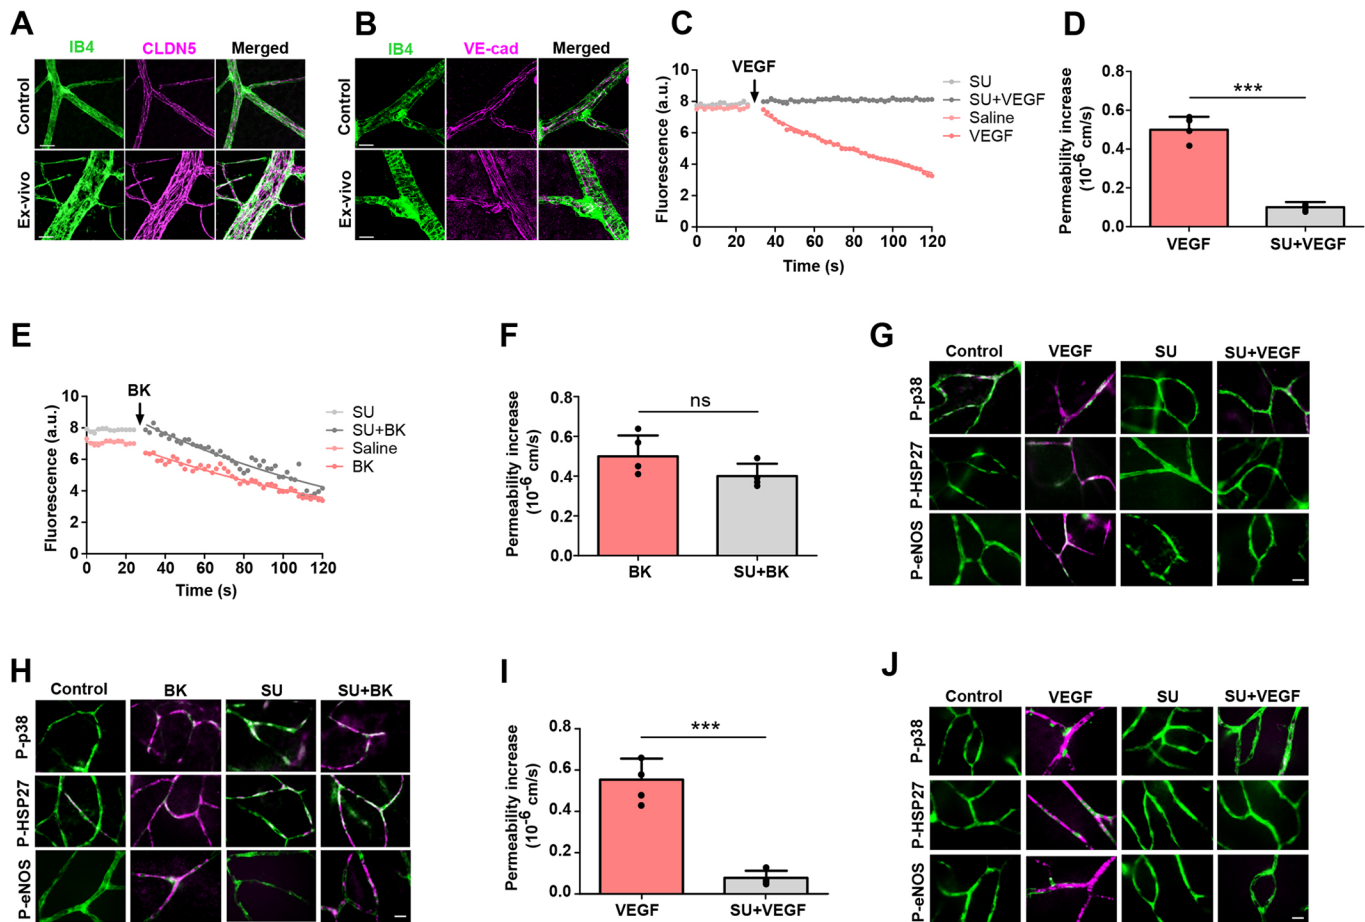 A
IB4 CLDN5 Merged
Control
Ex-vivo
B
IB4 VE-cad Merged
Control
Ex-vivo
C
Fluorescence (a.u.)
10
8
6
4
2
0
VEGF
0 20 40 60 80 100 120
Time (s)
SU
SU+VEGF
Saline
VEGF
D
Permeability increase
(10⁻⁶ cm/s)
0.8
0.6
0.4
0.2
0.0
***
VEGF SU+VEGF
E
Fluorescence (a.u.)
10
8
6
4
2
0
BK
0 20 40 60 80 100 120
Time (s)
SU
SU+BK
Saline
BK
F
Permeability increase
(10⁻⁶ cm/s)
0.8
0.6
0.4
0.2
0.0
ns
BK SU+BK
G
Control VEGF SU SU+VEGF
P-p38
P-HSP27
P-eNOS
H
Control BK SU SU+BK
P-p38
P-HSP27
P-eNOS
I
Permeability increase
(10⁻⁶ cm/s)
0.8
0.6
0.4
0.2
0.0
***
VEGF SU+VEGF
J
Control VEGF SU SU+VEGF
P-p38
P-HSP27
P-eNOS